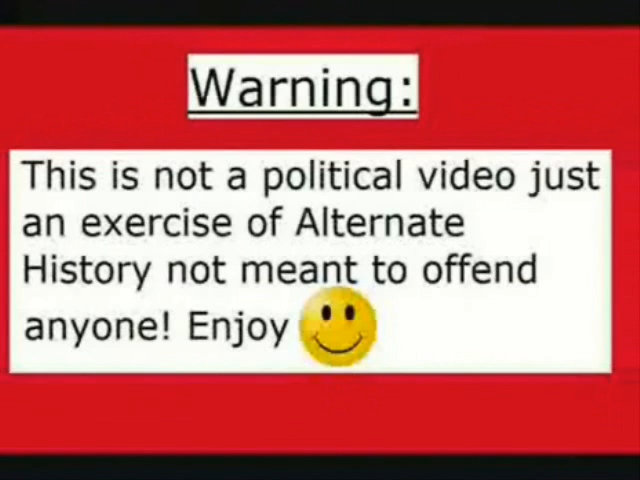 Warning:
This is not a political video just
an exercise of Alternate
History not meant to offend
anyone! Enjoy